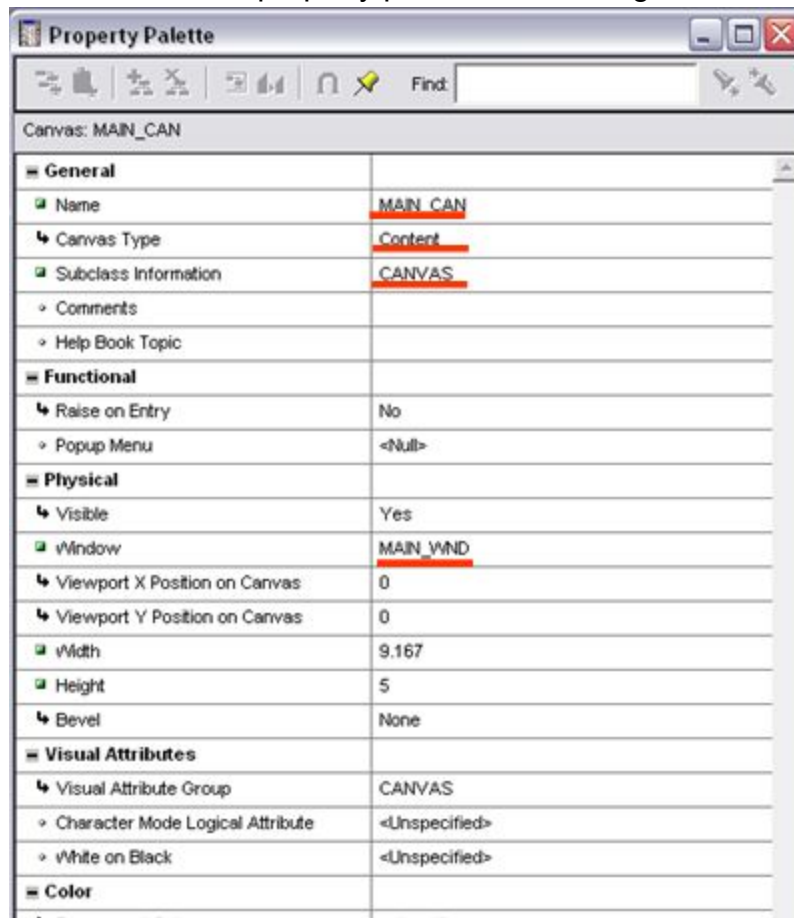 Property Palette
Find:
Canvas: MAIN_CAN
General
Name MAIN_CAN
Canvas Type Content
Subclass Information CANVAS
Comments
Help Book Topic
Functional
Raise on Entry No
Popup Menu <Null>
Physical
Visible Yes
Window MAIN_WND
Viewport X Position on Canvas 0
Viewport Y Position on Canvas 0
Width 9.167
Height 5
Bevel None
Visual Attributes
Visual Attribute Group CANVAS
Character Mode Logical Attribute <Unspecified>
White on Black <Unspecified>
Color